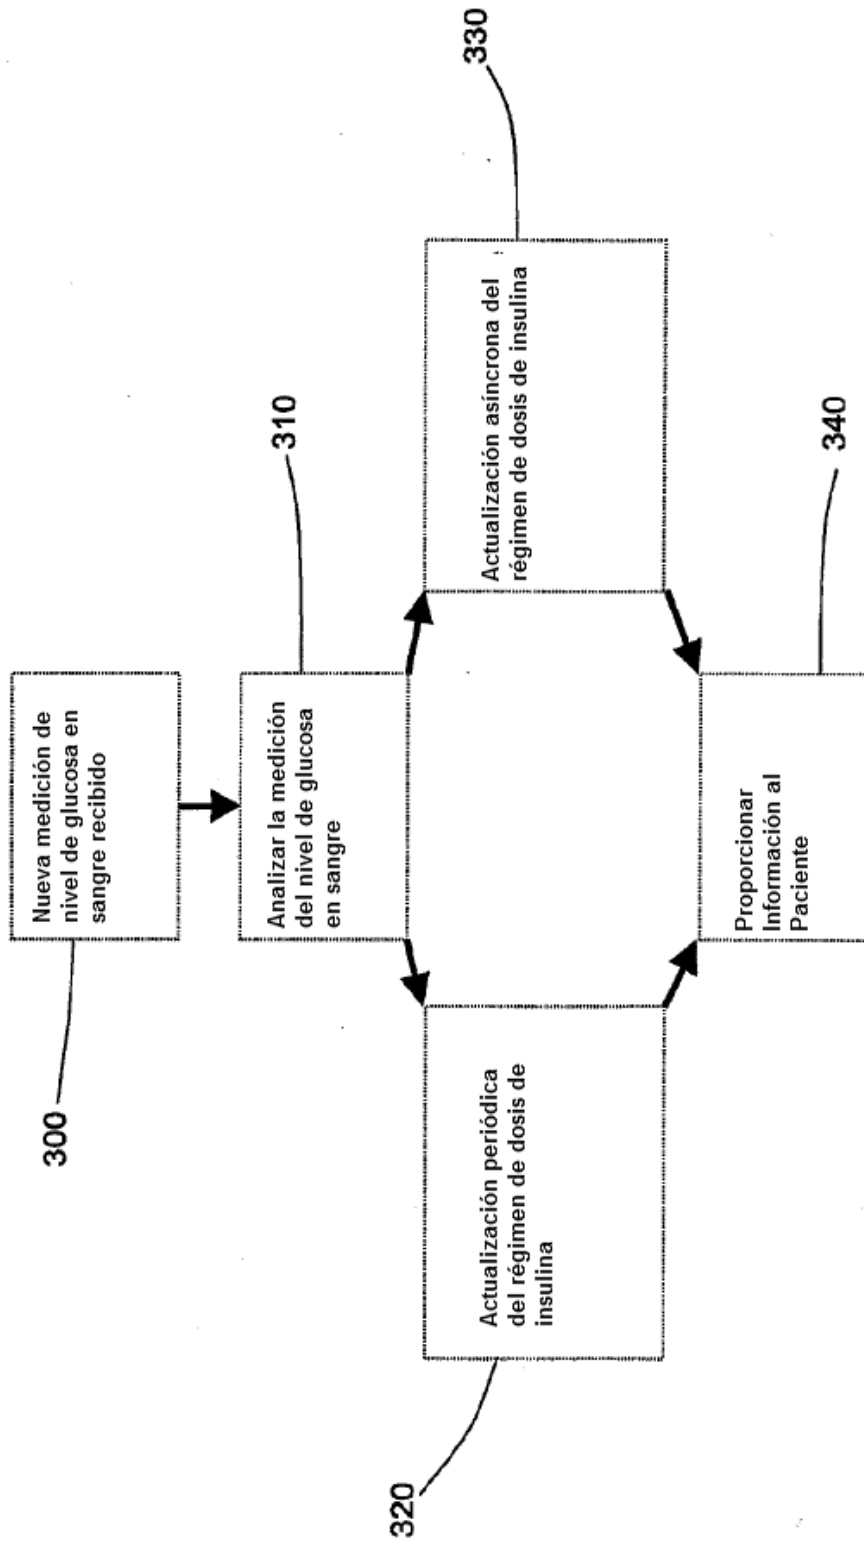 300
Nueva medición de
nivel de glucosa en
sangre recibido
310
Analizar la medición
del nivel de glucosa
en sangre
320
Actualización periódica
del régimen de dosis de
insulina
330
Actualización asíncrona del
régimen de dosis de insulina
340
Proporcionar
Información al
Paciente